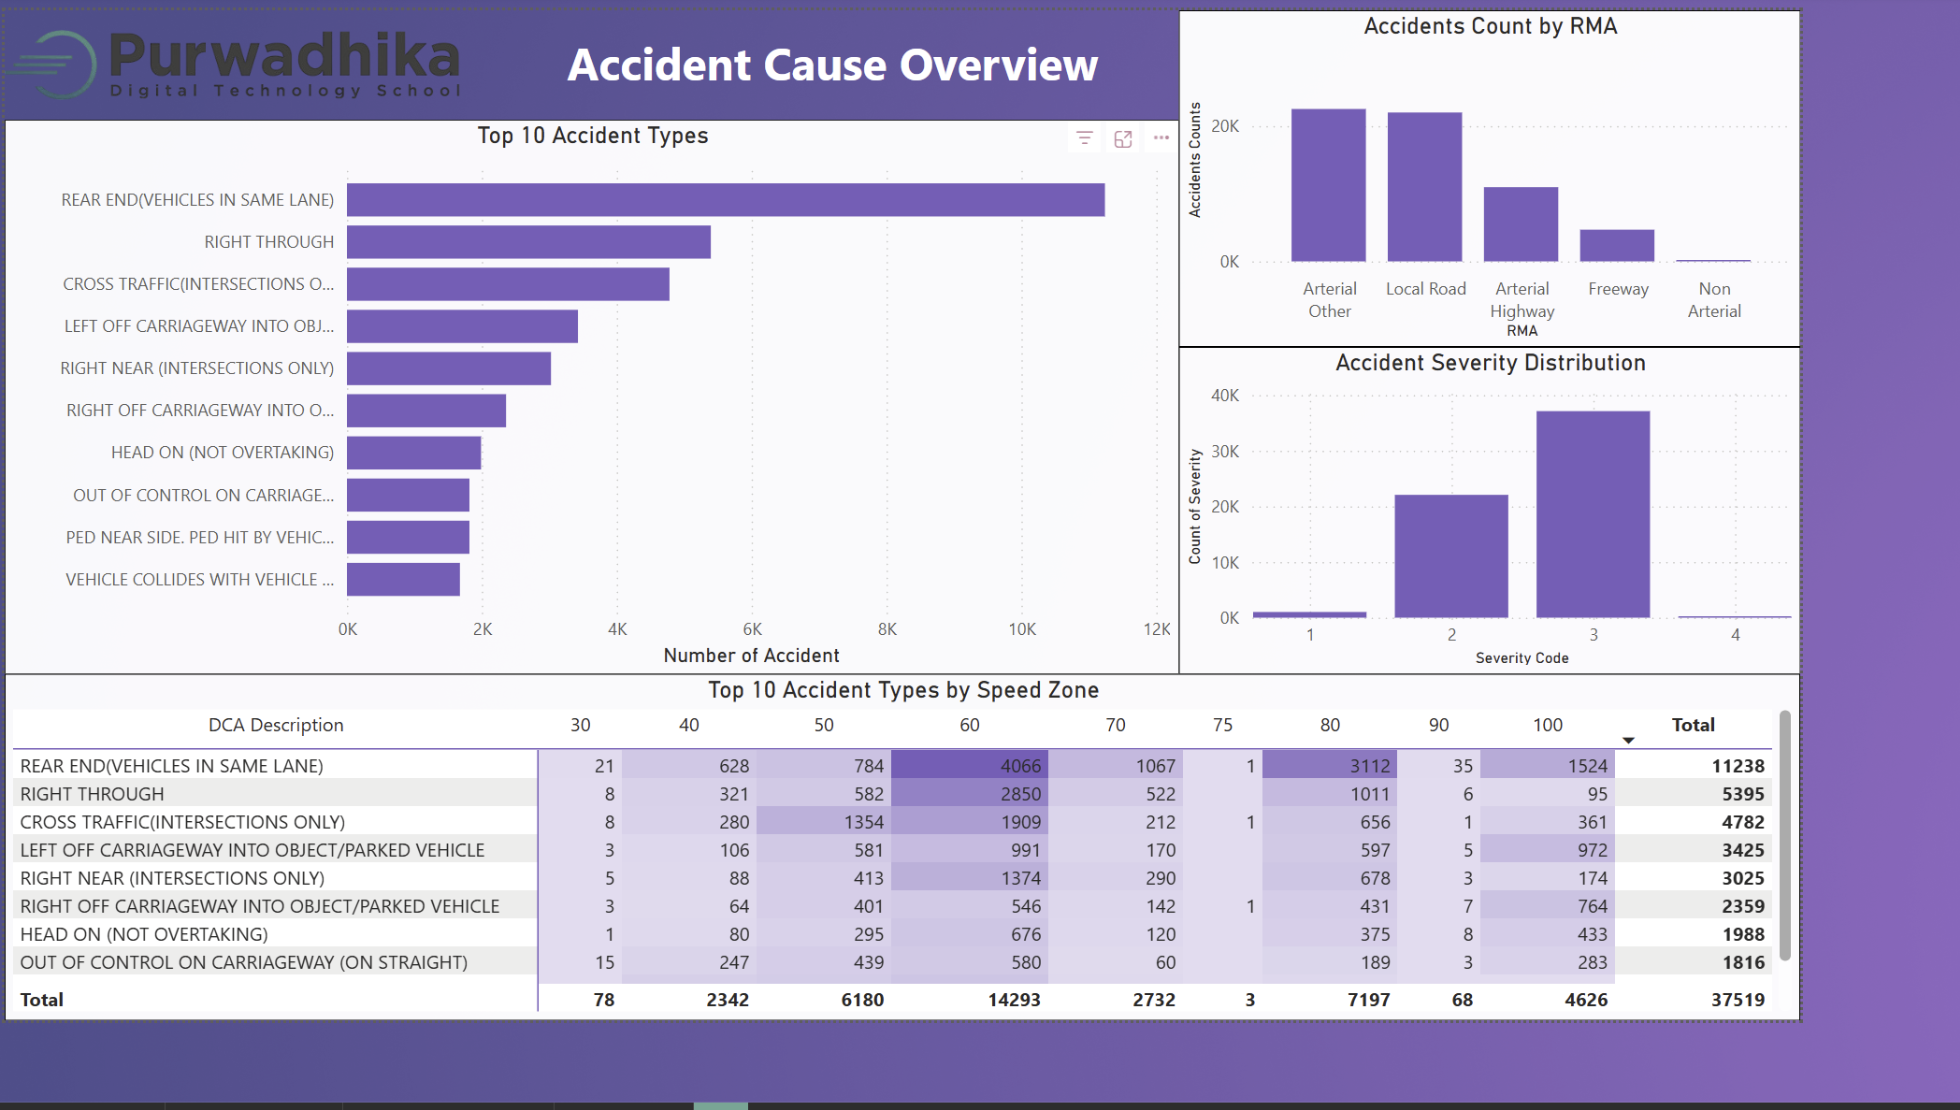 Purwadhika
Digital Technology School
Accident Cause Overview
Top 10 Accident Types
REAR END(VEHICLES IN SAME LANE)
RIGHT THROUGH
CROSS TRAFFIC(INTERSECTIONS O...
LEFT OFF CARRIAGEWAY INTO OBJ...
RIGHT NEAR (INTERSECTIONS ONLY)
RIGHT OFF CARRIAGEWAY INTO O...
HEAD ON (NOT OVERTAKING)
OUT OF CONTROL ON CARRIAGE...
PED NEAR SIDE. PED HIT BY VEHIC...
VEHICLE COLLIDES WITH VEHICLE ...
0K 2K 4K 6K 8K 10K 12K
Number of Accident
Accidents Count by RMA
Accidents Counts
20K
0K
Arterial Other Local Road Arterial Highway Freeway Non Arterial
RMA
Accident Severity Distribution
Count of Severity
40K
30K
20K
10K
0K
1 2 3 4
Severity Code
Top 10 Accident Types by Speed Zone
DCA Description 30 40 50 60 70 75 80 90 100 Total
REAR END(VEHICLES IN SAME LANE) 21 628 784 4066 1067 1 3112 35 1524 11238
RIGHT THROUGH 8 321 582 2850 522 1011 6 95 5395
CROSS TRAFFIC(INTERSECTIONS ONLY) 8 280 1354 1909 212 1 656 1 361 4782
LEFT OFF CARRIAGEWAY INTO OBJECT/PARKED VEHICLE 3 106 581 991 170 597 5 972 3425
RIGHT NEAR (INTERSECTIONS ONLY) 5 88 413 1374 290 678 3 174 3025
RIGHT OFF CARRIAGEWAY INTO OBJECT/PARKED VEHICLE 3 64 401 546 142 1 431 7 764 2359
HEAD ON (NOT OVERTAKING) 1 80 295 676 120 375 8 433 1988
OUT OF CONTROL ON CARRIAGEWAY (ON STRAIGHT) 15 247 439 580 60 189 3 283 1816
Total 78 2342 6180 14293 2732 3 7197 68 4626 37519